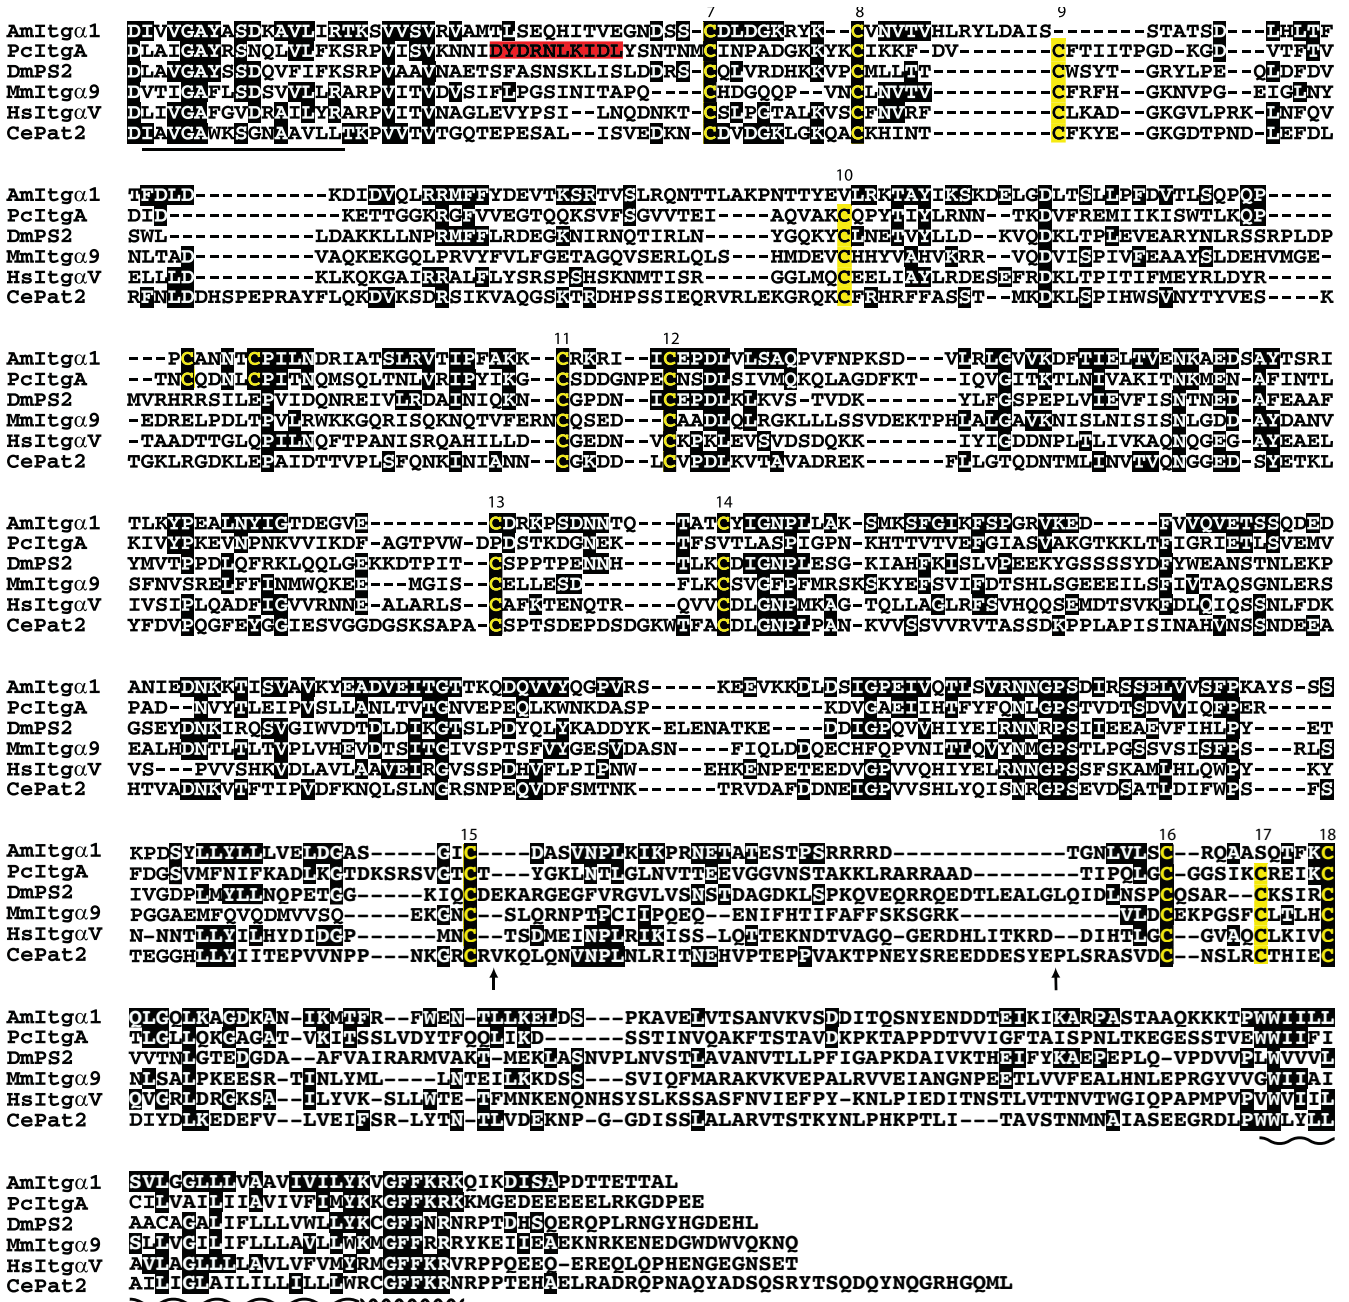 7 8 9
AmItgα1 DIVVGAYASDKAVLIRTKSVVSVRVAMTLSEQHITVEGNDSS-CDLDGKRYK--CVNVTVHLRYLDAIS-------STATSD---LHLTF
PcItgA DLAIGAYRSNQLVLFKSRPVISVKNNIDYDRNLKIDLYSNTNMCINPADGKKYKCIKKF-DV-------CFTIITPGD-KGD--VTFTV
DmPS2 DLAVGAYSSDQVFIFKSRPVAAVNAETSFASNSKLISLDDRS-CQLVRDHKKVPCMLLTT---------CWSYT--GRYLPE--QLDFDV
MmItgα9 DVTIGAFLSDSVVLLRARPVITVDVSIFLPGSINITAPQ----CHDGQQP--VNCLNVTV---------CFRFH--GKNVPG-EIGLNY
HsItgαV DLIVGAFGVDRAILYRARPVITVNAGLEVYPSI---LNQDNKT-CSLPGTALKVSCFNVRF---------CLKAD--GKGVLPRK-LNFQV
CePat2 DIAVGAWKSGNAAVLLTKPVVTVTGQTEPESAL---ISVEDKN-CDVDGKLGKQACKHINT---------CFKYE---GKGDTPND-LEFDL
10
AmItgα1 TFDLD----------KDIDVQLRRMFFYDEVTKSRTVSLRQNTTLAKPNTTYEVLRKTAYIKSKDELGDLTSLLPFDVTLSQPQP-----
PcItgA DID-------------KETTGGKRGFVVEGTQQKSVFSGVVTEI----AQVAKCQPYTIYLRNN--TKDVFREMIIKISWTLKQP-----
DmPS2 SWL-------------LDAKKLLNPRMFFLRDEGKNIRNQTIRLN-----YGQKYCLNETVYLLD--KVQDKLTPLEVEARYNLRSSRPLDP
MmItgα9 NLTAD----------VAQKEKGQLPRVYFVLFGETAGQVSERLQLS---HMDEVCHHYVAHVKRR--VQDVISPIVFEAAYSLDEHVMGE-
HsItgαV ELLLD----------KLKQKGAIRRALFLYSRSPSHSKNMTISR------GGLMQCEELIAYLRDESEFRDKLTPITIFMEYRLDYR-----
CePat2 RFNLDDHSPEPRAYFLQKDVKSDRSIKVAQGSKTRDHPSSIEQRVRLEKGRQKCFRHRFFASST--MKDKLSPIHWSVNYTYVES----K
11 12
AmItgα1 ---PCANNTCPILNDRIATSLRVTIPFAKK--CRKRI--ICEPDLVLSAQPVFNPKSD---VLRLGVVKDFTIELTVENKAEDSAYTSRI
PcItgA --TNCQDNLCPITNQMSQLTNLVRIPYIKG--CSDDGNPECNSDLSIVMQKQLAGDFKT---IQVGITKTLNIVAKITNKMEN-AFINTL
DmPS2 MVRHRRSILEPVIDQNREIVLRDAINIQKN--CGPDN--ICEPDLKLKVS-TVDK------YLFGSPEPLVIEVFISNTNED-AFEAAF
MmItgα9 -EDRELPDLTPVLRWKKGQRISQKNQTVFERNCQSED---CAADLQLRGKLLLSSVDEKTPHLALGAVKNISLNISISNLGDD-AYDANV
HsItgαV -TAADTTGLQPILNQFTPANISRQAHILLD--CGEDN--VCKPKLEVSVDSDQKK------IYIGDDNPLTLIVKAQNQGEG-AYEAEL
CePat2 TGKLRGDKLEPAIDTTVPLSFQNKINIANN--CGKDD--LCVPDLKVTAVADREK------FLLGTQDNTMLINVTVQNGGED-SYETKL
13 14
AmItgα1 TLKYPEALNYIGTDEGVE---------CDRKPSDNNTQ---TATCYIGNPLLAK-SMKSFGIKFSPGRVKED-----FVVQVETSSQDED
PcItgA KIVYPKEVNPNKVVIKDF-AGTPVW-DPDSTKDGNEK----TFSVTLASPIGPN-KHTTVTVEFGIASVAKGTKKLTFIGRIETLSVEMV
DmPS2 YMVTPPDLQFRKLQQLGEKKDTPIT--CSPPTPENNH----TLKCDIGNPLESG-KIAHFKISLVPEEKYGSSSSYDFYWEANSTNLEKP
MmItgα9 SFNVSRELFFINMWQKEE---MGIS--CELLESD-------FLKCSVGFPFMRSKSKYEFSVIFDTSHLSGEEEILSFIVTAQSGNLERS
HsItgαV IVSIPLQADFIGVVRNNE-ALARLS--CAFKTENQTR----QVVCDLGNPMKAG-TQLLAGLRFSVHQQSEMDTSVKFDLQIQSSNLFDK
CePat2 YFDVPQGFEYGGIESVGGDGSKSAPA-CSPTSDEPDSDGKWTFACDLGNPLPAN-KVVSSVVRVTASSDKPPLAPISINAHVNSSNDEEA
AmItgα1 ANIEDNKKTISVAVKYEADVEITGTTKQDQVVYQGPVRS-----KEEVKKDLDSIGPEIVQTLSVRNNGPSDIRSSELVVSFPKAYS-SS
PcItgA PAD--NVYTLEIPVSLLANLTVTGNVEPEQLKWNKDASP-------KDVGAEIIHTFYFQNLGPSTVDTSDVVIQFPER-----
DmPS2 GSEYDNKIRQSVGIWVDTDLDIKGTSLPDYQLYKADDYK-ELENATKE----DDIGPQVVHIYEIRNNRPSIIEEAEVFIHLPY----ET
MmItgα9 EALHDNTLTLTVPLVHEVDTSITGIVSPTSFVYGESVDASN----FIQLDDQECHFQPVNITLQVYNMGPSTLPGSSVSISFPS---RLS
HsItgαV VS---PVVSHKVDLAVLAAVEIRGVSSPDHVFLPIPNW-----EHKENPETEEDVGPVVQHIYELRNNGPSSFSKAMLHLQWPY----KY
CePat2 HTVADNKVTFTIPVDFKNQLSLNGRSNPEQVDFSMTNK------TRVDAFDDNEIGPVVSHLYQISNRGPSEVDSATLDIFWPS----FS
15 16 17 18
AmItgα1 KPDSYLLYLLLVELDGAS-----GIC----DASVNPLKIKPRNETATESTPSRRRRD-------------TGNLVLSC--RQAASQTFKC
PcItgA FDGSVMFNIFKADLKGTDKSRSVGTCT---YGKLNTLGLNVTTEEVGGVNSTAKKLRARRAAD--------TIPQLGC-GGSIKCREIKC
DmPS2 IVGDPLMYLLNQPETGG-----KIQCDEKARGEGFVRGVLVSNSTDAGDKLSPKQVEQRRQEDTLEALGLQIDLNSPCQSAR--CKSIRC
MmItgα9 PGGAEMFQVQDMVVSQ-----EKGNC--SLQRNPTPCIIPQEQ--ENIFHTIFAFFSKSGRK------------VLDCEKPGSFCLTLHC
HsItgαV N-NNTLLYILHYDIDGP-----MNC--TSDMEINPLRIKISS-LQTTEKNDTVAGQ-GERDHLITKRD--DIHTLGC--GVAQCLKIVC
CePat2 TEGGHLLYIITEPVVNPP----NKGRCRVKQLQNVNPLNLRITNEHVPTEPPVAKTPENEYSREEDDESYEPLSRASVDC--NSLRCTHIEC
AmItgα1 QLGQLKAGDKAN-IKMTFR--FWEN-TLLKELDS---PKAVELVTSANVKVSDDITQSNYENDDTEIKIKARPASTAAQKKKTPWWIILL
PcItgA TLGLLQKGAGAT-VKITSSLVDYTFQQLIKD------SSTINVQAKFTSTAVDKPKTAPPDTVVIGFTAISPNLTKEGESSTVEWWIIFI
DmPS2 VVTNLGTEDGDA--AFVAIRARMVAKT-MEKLASNVPLNVSTLAVANVTLLPFIGAPKDAIVKTHEIFYKAEPEPLQ-VPDVVPLWVVVL
MmItgα9 NLSALPKEESR-TINLYML----LNTEILKKDSS---SVIQFMARAKVKVEPALRVVEIANGNPEETLVVFEALHNLEPRGYVVGWIIAI
HsItgαV QVGRLDRGKSA--ILYVK-SLLWTE-TFMNKENQNHSYSLKSSASFNVIEFPY-KNLPIEDITNSTLVTTNVTWGIQPAPMPVPVWVIIL
CePat2 DIYDLKEDEFV--LVEIFSR-LYTN-TLVDEKNP-G-GDISSLALARVTSTKYNLPHKPTLI---TAVSTNMNAIASEEGRDLPWWLYLL
AmItgα1 SVLGGLLLVAAVIVILYKVGFFKRKQIKDISAPDTTETTAL
PcItgA CILVAILIIAVIVFIMYKKGFFKRKKMGEDEEEEELRKGDPEE
DmPS2 AACAGALIFLLLVWLLYKCGFFNRNRPTDHSQERQPLRNGYHGDEHL
MmItgα9 SLLVGILIFLLLAVLLWKMGFFRRRYKEIIEAEKNRKENEDGWDWVQKNQ
HsItgαV AVLAGLLLLAVLVFVMYRMGFFKRVRPPQEEQ-EREQLQPHENGEGNSET
CePat2 AILIGLAILILLILLLWRCGFFKRNRPPTEHAELRADRQPNAQYADSQSRYTSQDQYNQGRHGQML